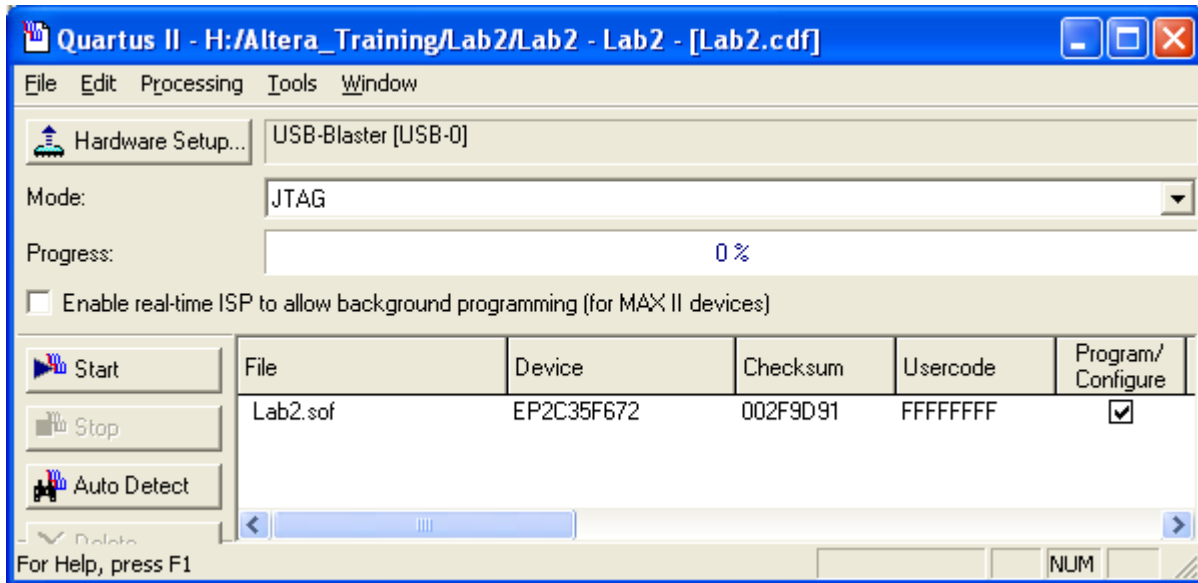 Quartus II - H:/Altera_Training/Lab2/Lab2 - Lab2 - [Lab2.cdf]
File Edit Processing Tools Window
Hardware Setup... USB-Blaster [USB-0]
Mode: JTAG
Progress: 0 %
Enable real-time ISP to allow background programming (for MAX II devices)
Start File Device Checksum Usercode Program/
Configure
Lab2.sof EP2C35F672 002F9D91 FFFFFFFF
Stop
Auto Detect
Delete
For Help, press F1 NUM